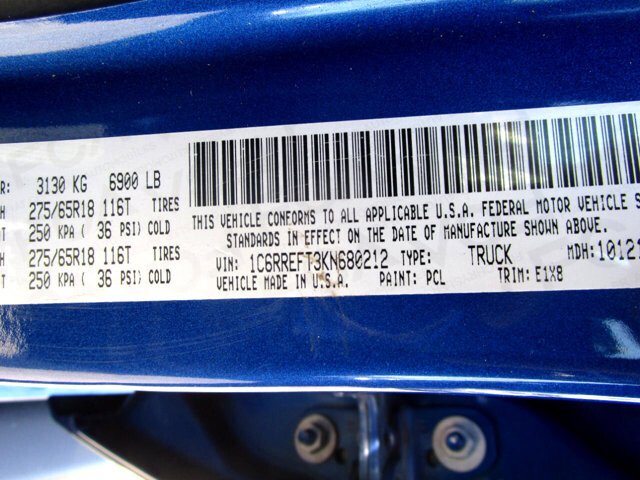 R: 3130 KG 6900 LB
H 275/65R18 116T TIRES
T 250 KPA ( 36 PSI) COLD
H 275/65R18 116T TIRES
T 250 KPA ( 36 PSI) COLD
THIS VEHICLE CONFORMS TO ALL APPLICABLE U.S.A. FEDERAL MOTOR VEHICLE S
STANDARDS IN EFFECT ON THE DATE OF MANUFACTURE SHOWN ABOVE.
VIN: 1C6RREFT3KN680212 TYPE: TRUCK MDH: 10121
VEHICLE MADE IN U.S.A. PAINT: PCL TRIM: E1X8